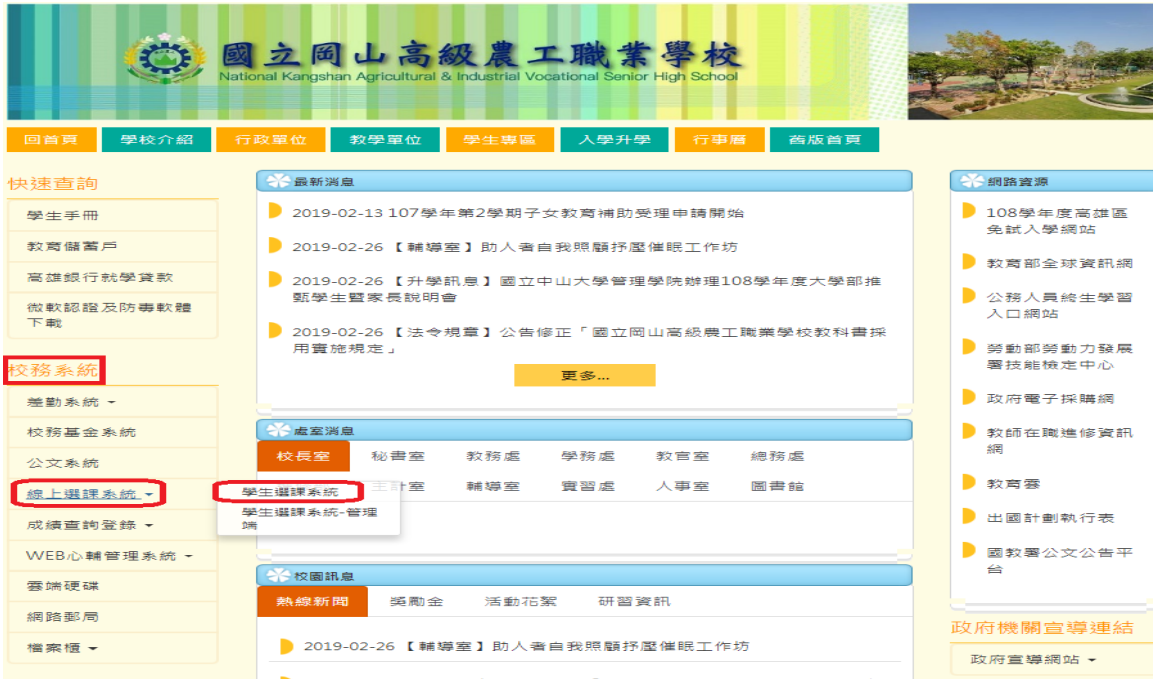 國立岡山高級農工職業學校
National Kangshan Agricultural & Industrial Vocational Senior High School
回首頁
學校介紹
行政單位
教學單位
學生專區
入學升學
行事曆
舊版首頁
快速查詢
學生手冊
教育儲蓄戶
高雄銀行就學貸款
微軟認證及防毒軟體
下載
校務系統
差勤系統
校務基金系統
公文系統
線上選課系統
學生選課系統
學生選課系統-管理
端
成績查詢登錄
WEB心輔管理系統
雲端硬碟
網路郵局
檔案櫃
最新消息
2019-02-13 107學年第2學期子女教育補助受理申請開始
2019-02-26 【輔導室】助人者自我照顧抒壓催眠工作坊
2019-02-26 【升學訊息】國立中山大學管理學院辦理108學年度大學部推
甄學生暨家長說明會
2019-02-26 【法令規章】公告修正「國立岡山高級農工職業學校教科書採
用實施規定」
更多...
處室消息
校長室
秘書室
教務處
學務處
教官室
總務處
主計室
輔導室
實習處
人事室
圖書館
校園訊息
熱線新聞
獎勵金
活動花絮
研習資訊
2019-02-26 【輔導室】助人者自我照顧抒壓催眠工作坊
網路資源
108學年度高雄區
免試入學網站
教育部全球資訊網
公務人員終生學習
入口網站
勞動部勞動力發展
署技能檢定中心
政府電子採購網
教師在職進修資訊
網
教育雲
出國計劃執行表
國教署公文公告平
台
政府機關宣導連結
政府宣導網站